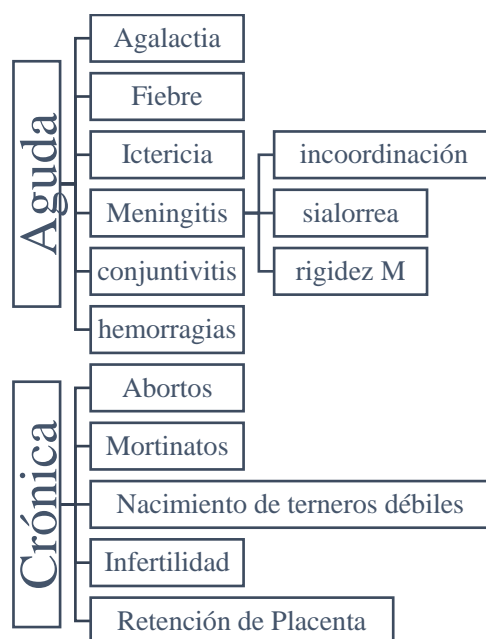 Aguda
Agalactia
Fiebre
Ictericia
Meningitis
incoordinación
sialorrea
rigidez M
conjuntivitis
hemorragias
Crónica
Abortos
Mortinatos
Nacimiento de terneros débiles
Infertilidad
Retención de Placenta